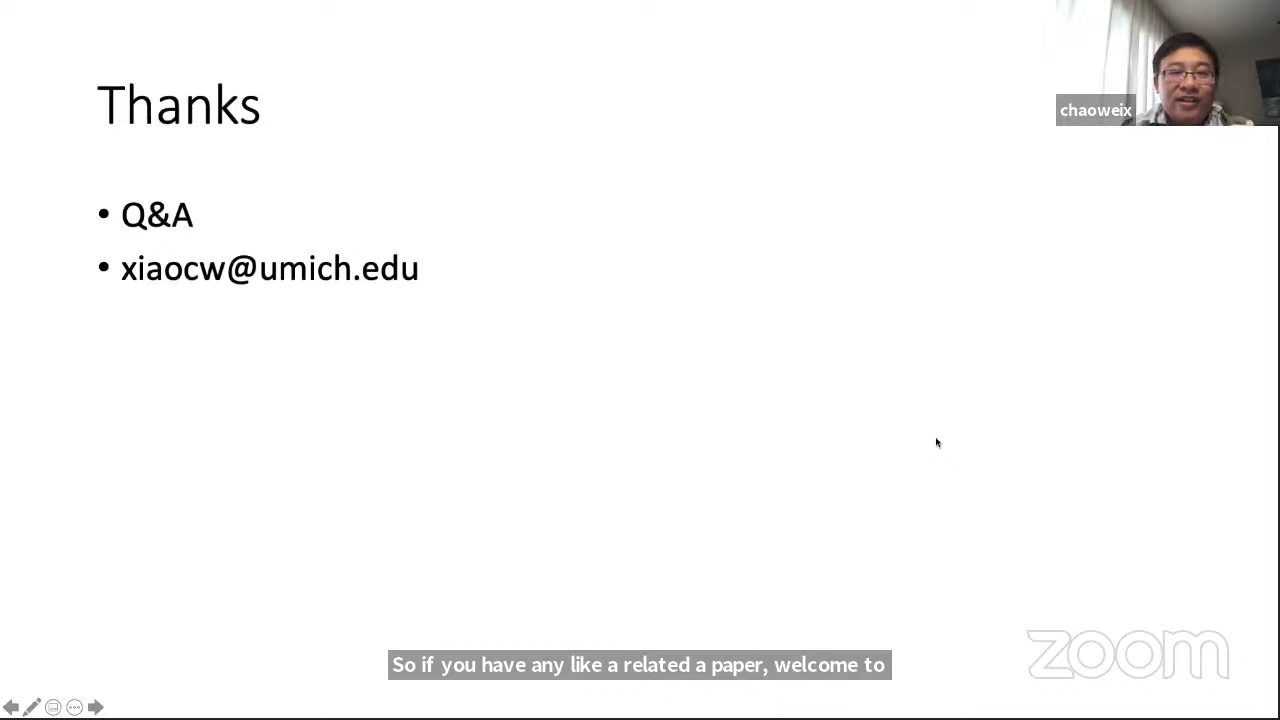 chaoweix
Thanks
• Q&A
• xiaocw@umich.edu
So if you have any like a related a paper, welcome to
zoom